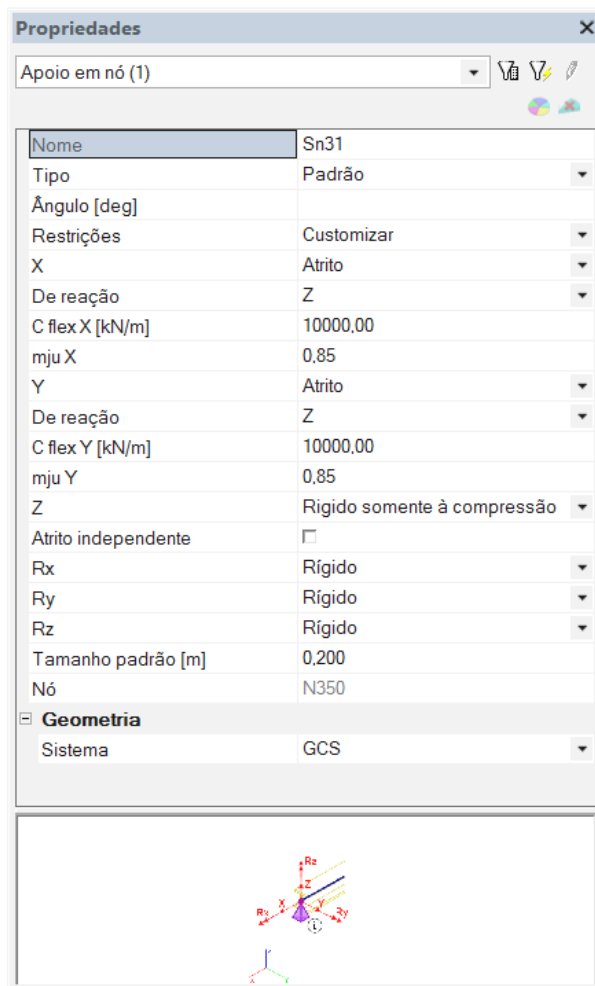 Propriedades
Apoio em nó (1)
Nome Sn31
Tipo Padrão
Ângulo [deg]
Restrições Customizar
X Atrito
De reação Z
C flex X [kN/m] 10000,00
mju X 0,85
Y Atrito
De reação Z
C flex Y [kN/m] 10000,00
mju Y 0,85
Z Rigido somente à compressão
Atrito independente
Rx Rígido
Ry Rígido
Rz Rígido
Tamanho padrão [m] 0,200
Nó N350
Geometria
Sistema GCS
Rz
Z
X Y
Rx Ry